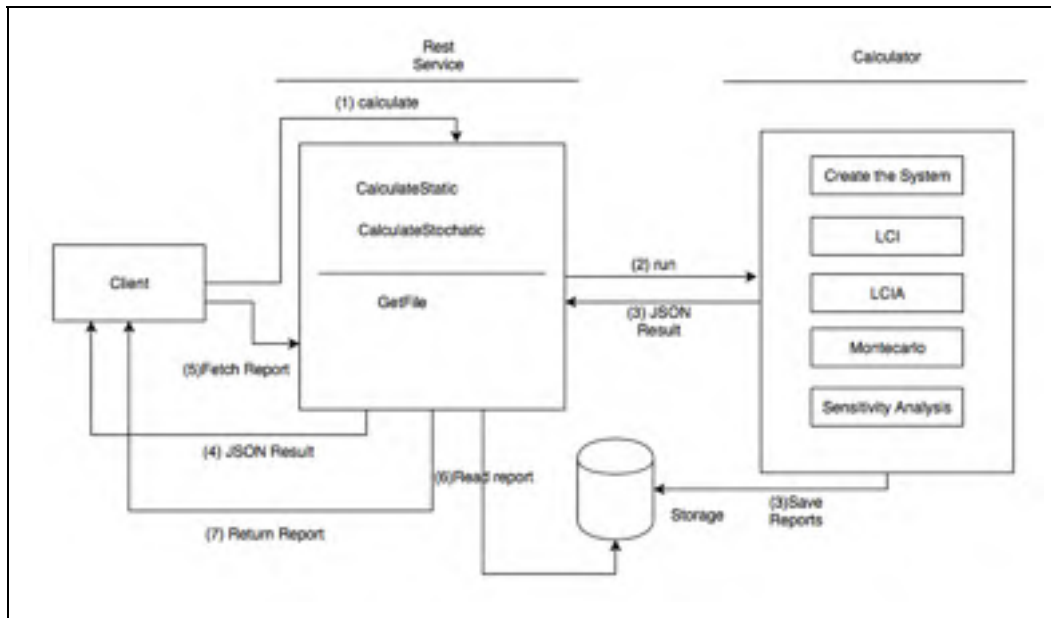 Rest
Service
Calculator
(1) calculate
CalculateStatic
CalculateStochatic
GetFile
Client
(2) run
(3) JSON
Result
Create the System
LCI
LCIA
Montecarlo
Sensitivity Analysis
(5)Fetch Report
(4) JSON Result
(6)Read report
(7) Return Report
Storage
(3)Save
Reports